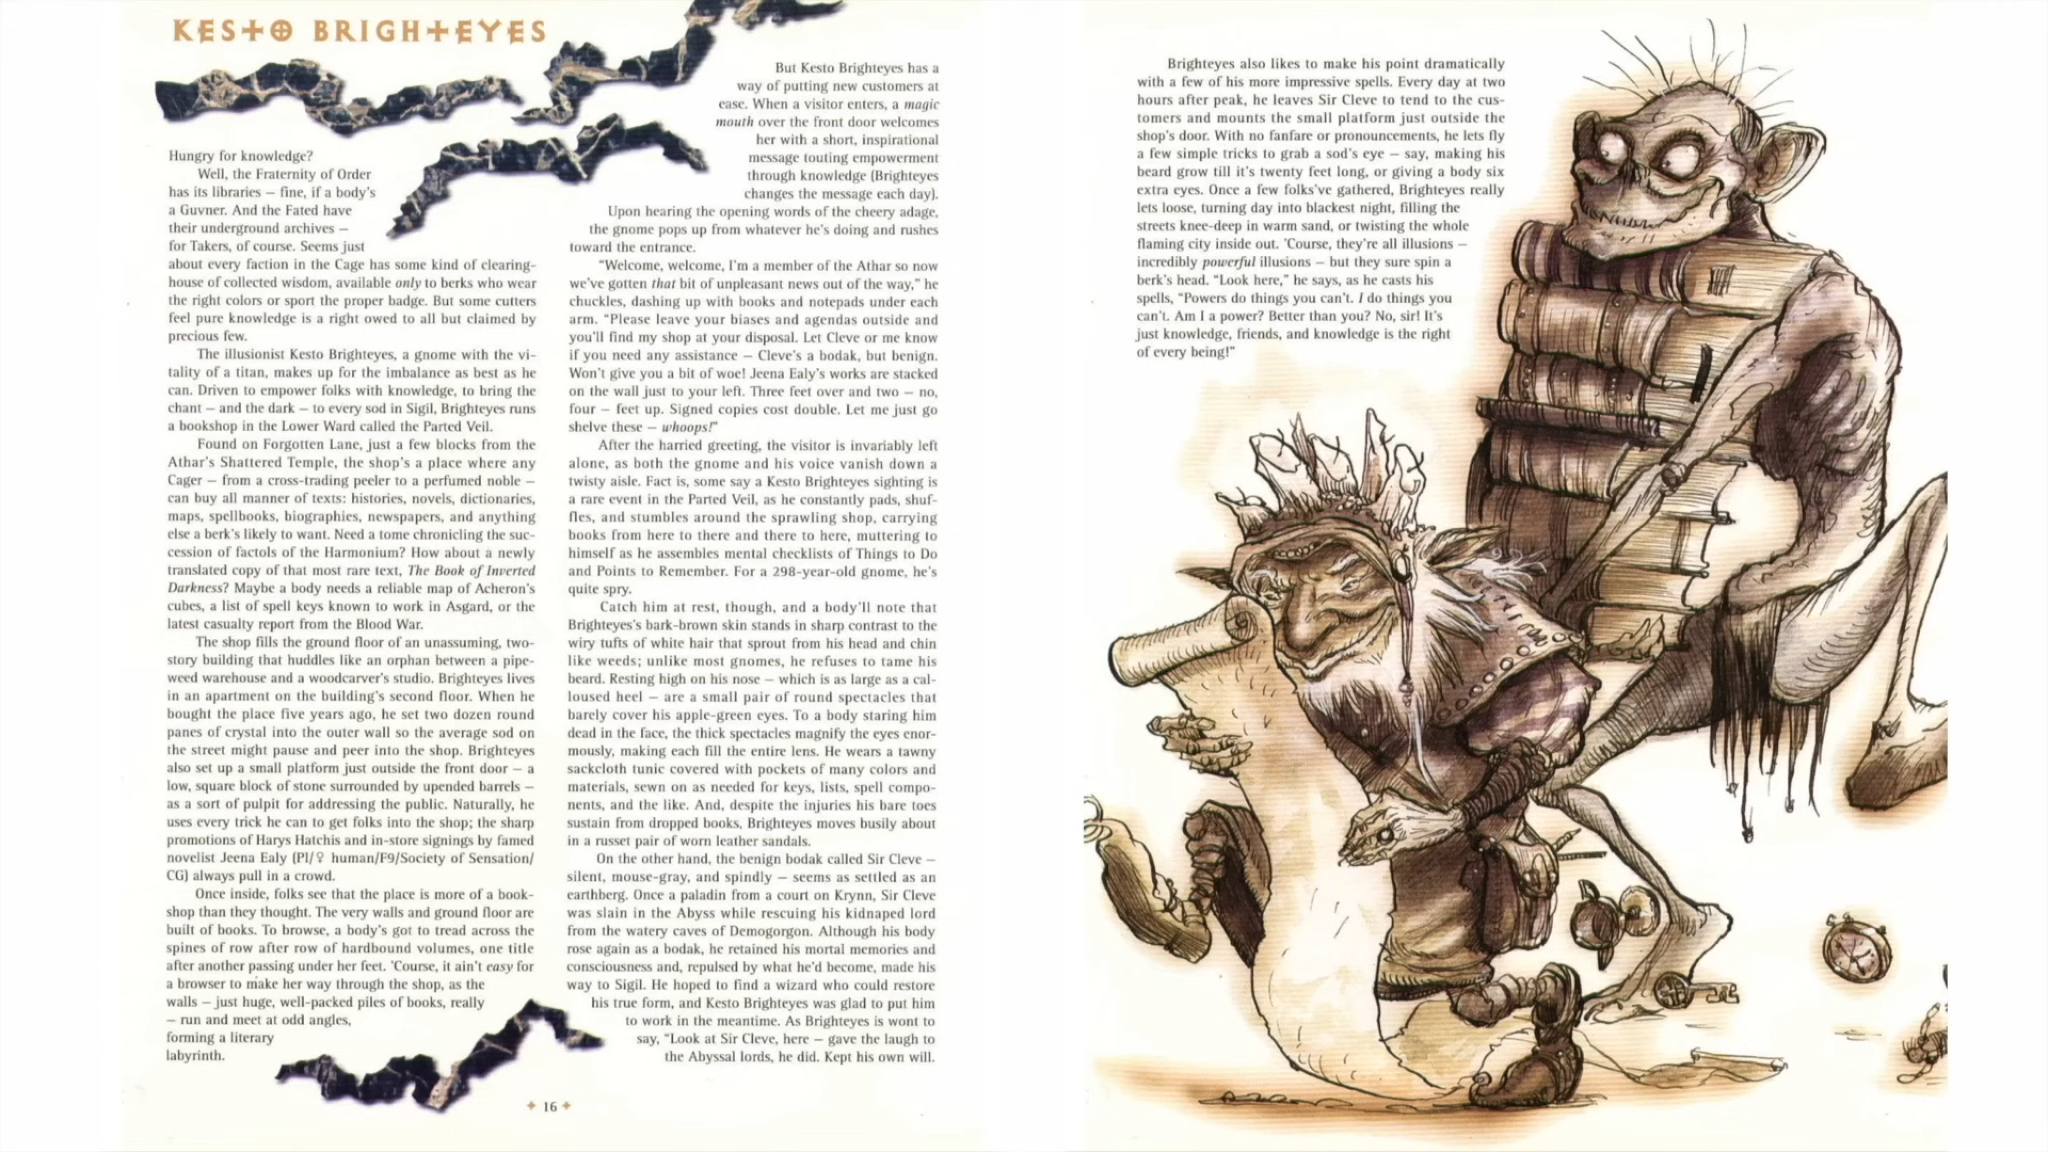 KESTO BRIGHTEYES
Hungry for knowledge?
Well, the Fraternity of Order
has its libraries – fine, if a body's
a Guvner. And the Fated have
their underground archives –
for Takers, of course. Seems just
about every faction in the Cage has some kind of clearing-
house of collected wisdom, available only to berks who wear
the right colors or sport the proper badge. But some cutters
feel pure knowledge is a right owed to all but claimed by
precious few.
The illusionist Kesto Brighteyes, a gnome with the vi-
tality of a titan, makes up for the imbalance as best as he
can. Driven to empower folks with knowledge, to bring the
chant – and the dark – to every sod in Sigil, Brighteyes runs
a bookshop in the Lower Ward called the Parted Veil.
Found on Forgotten Lane, just a few blocks from the
Athar's Shattered Temple, the shop's a place where any
Cager – from a cross-trading peeler to a perfumed noble –
can buy all manner of texts: histories, novels, dictionaries,
maps, spellbooks, biographies, newspapers, and anything
else a berk's likely to want. Need a tome chronicling the suc-
cession of factols of the Harmonium? How about a newly
translated copy of that most rare text, The Book of Inverted
Darkness? Maybe a body needs a reliable map of Acheron's
cubes, a list of spell keys known to work in Asgard, or the
latest casualty report from the Blood War.
The shop fills the ground floor of an unassuming, two-
story building that huddles like an orphan between a pipe-
weed warehouse and a woodcarver's studio. Brighteyes lives
in an apartment on the building's second floor. When he
bought the place five years ago, he set two dozen round
panes of crystal into the outer wall so the average sod on
the street might pause and peer into the shop. Brighteyes
also set up a small platform just outside the front door – a
low, square block of stone surrounded by upended barrels –
as a sort of pulpit for addressing the public. Naturally, he
uses every trick he can to get folks into the shop; the sharp
promotions of Harys Hatchis and in-store signings by famed
novelist Jeena Ealy (Pl/♀ human/F9/Society of Sensation/
CG) always pull in a crowd.
Once inside, folks see that the place is more of a book-
shop than they thought. The very walls and ground floor are
built of books. To browse, a body's got to tread across the
spines of row after row of hardbound volumes, one title
after another passing under her feet. 'Course, it ain't easy for
a browser to make her way through the shop, as the
walls – just huge, well-packed piles of books, really
– run and meet at odd angles,
forming a literary
labyrinth.
But Kesto Brighteyes has a
way of putting new customers at
ease. When a visitor enters, a magic
mouth over the front door welcomes
her with a short, inspirational
message touting empowerment
through knowledge (Brighteyes
changes the message each day).
Upon hearing the opening words of the cheery adage,
the gnome pops up from whatever he's doing and rushes
toward the entrance.
"Welcome, welcome, I'm a member of the Athar so now
we've gotten that bit of unpleasant news out of the way," he
chuckles, dashing up with books and notepads under each
arm. "Please leave your biases and agendas outside and
you'll find my shop at your disposal. Let Cleve or me know
if you need any assistance – Cleve's a bodak, but benign.
Won't give you a bit of woe! Jeena Ealy's works are stacked
on the wall just to your left. Three feet over and two – no,
four – feet up. Signed copies cost double. Let me just go
shelve these – whoops!"
After the harried greeting, the visitor is invariably left
alone, as both the gnome and his voice vanish down a
twisty aisle. Fact is, some say a Kesto Brighteyes sighting is
a rare event in the Parted Veil, as he constantly pads, shuf-
fles, and stumbles around the sprawling shop, carrying
books from here to there and there to here, muttering to
himself as he assembles mental checklists of Things to Do
and Points to Remember. For a 298-year-old gnome, he's
quite spry.
Catch him at rest, though, and a body'll note that
Brighteyes's bark-brown skin stands in sharp contrast to the
wiry tufts of white hair that sprout from his head and chin
like weeds; unlike most gnomes, he refuses to tame his
beard. Resting high on his nose – which is as large as a cal-
loused heel – are a small pair of round spectacles that
barely cover his apple-green eyes. To a body staring him
dead in the face, the thick spectacles magnify the eyes enor-
mously, making each fill the entire lens. He wears a tawny
sackcloth tunic covered with pockets of many colors and
materials, sewn on as needed for keys, lists, spell compo-
nents, and the like. And, despite the injuries his bare toes
sustain from dropped books, Brighteyes moves busily about
in a russet pair of worn leather sandals.
On the other hand, the benign bodak called Sir Cleve –
silent, mouse-gray, and spindly – seems as settled as an
earthberg. Once a paladin from a court on Krynn, Sir Cleve
was slain in the Abyss while rescuing his kidnaped lord
from the watery caves of Demogorgon. Although his body
rose again as a bodak, he retained his mortal memories and
consciousness and, repulsed by what he'd become, made his
way to Sigil. He hoped to find a wizard who could restore
his true form, and Kesto Brighteyes was glad to put him
to work in the meantime. As Brighteyes is wont to
say, "Look at Sir Cleve, here – gave the laugh to
the Abyssal lords, he did. Kept his own will.
16
Brighteyes also likes to make his point dramatically
with a few of his more impressive spells. Every day at two
hours after peak, he leaves Sir Cleve to tend to the cus-
tomers and mounts the small platform just outside the
shop's door. With no fanfare or pronouncements, he lets fly
a few simple tricks to grab a sod's eye – say, making his
beard grow till it's twenty feet long, or giving a body six
extra eyes. Once a few folks've gathered, Brighteyes really
lets loose, turning day into blackest night, filling the
streets knee-deep in warm sand, or twisting the whole
flaming city inside out. 'Course, they're all illusions –
incredibly powerful illusions – but they sure spin a
berk's head. "Look here," he says, as he casts his
spells, "Powers do things you can't. I do things you
can't. Am I a power? Better than you? No, sir! It's
just knowledge, friends, and knowledge is the right
of every being!"